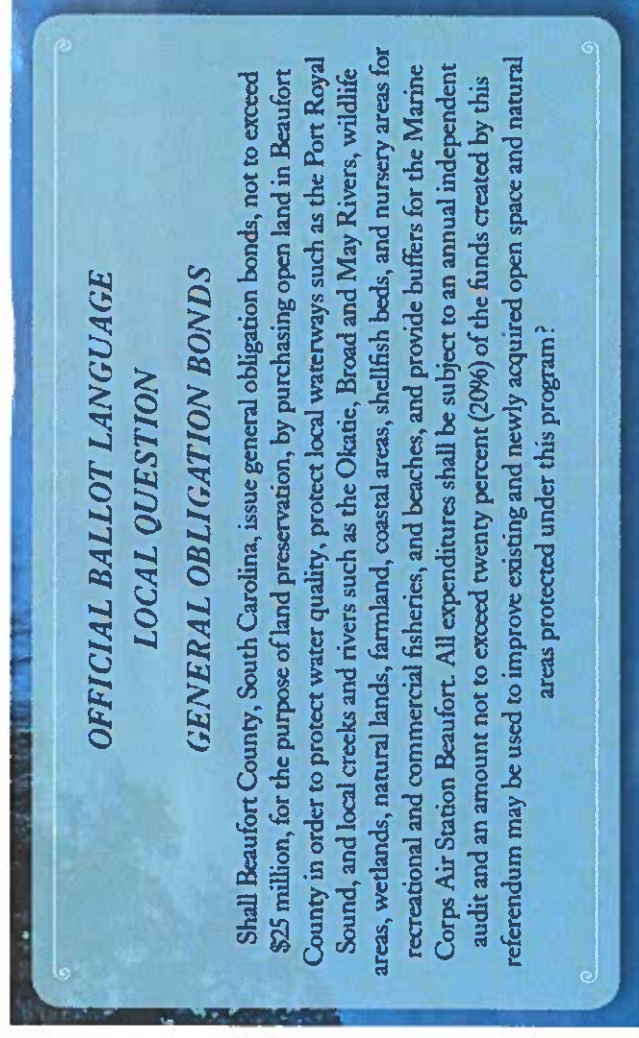 OFFICIAL BALLOT LANGUAGE
LOCAL QUESTION
GENERAL OBLIGATION BONDS
Shall Beaufort County, South Carolina, issue general obligation bonds, not to exceed
$25 million, for the purpose of land preservation, by purchasing open land in Beaufort
County in order to protect water quality, protect local waterways such as the Port Royal
Sound, and local creeks and rivers such as the Okatie, Broad and May Rivers, wildlife
areas, wetlands, natural lands, farmland, coastal areas, shellfish beds, and nursery areas for
recreational and commercial fisheries, and beaches, and provide buffers for the Marine
Corps Air Station Beaufort. All expenditures shall be subject to an annual independent
audit and an amount not to exceed twenty percent (20%) of the funds created by this
referendum may be used to improve existing and newly acquired open space and natural
areas protected under this program?